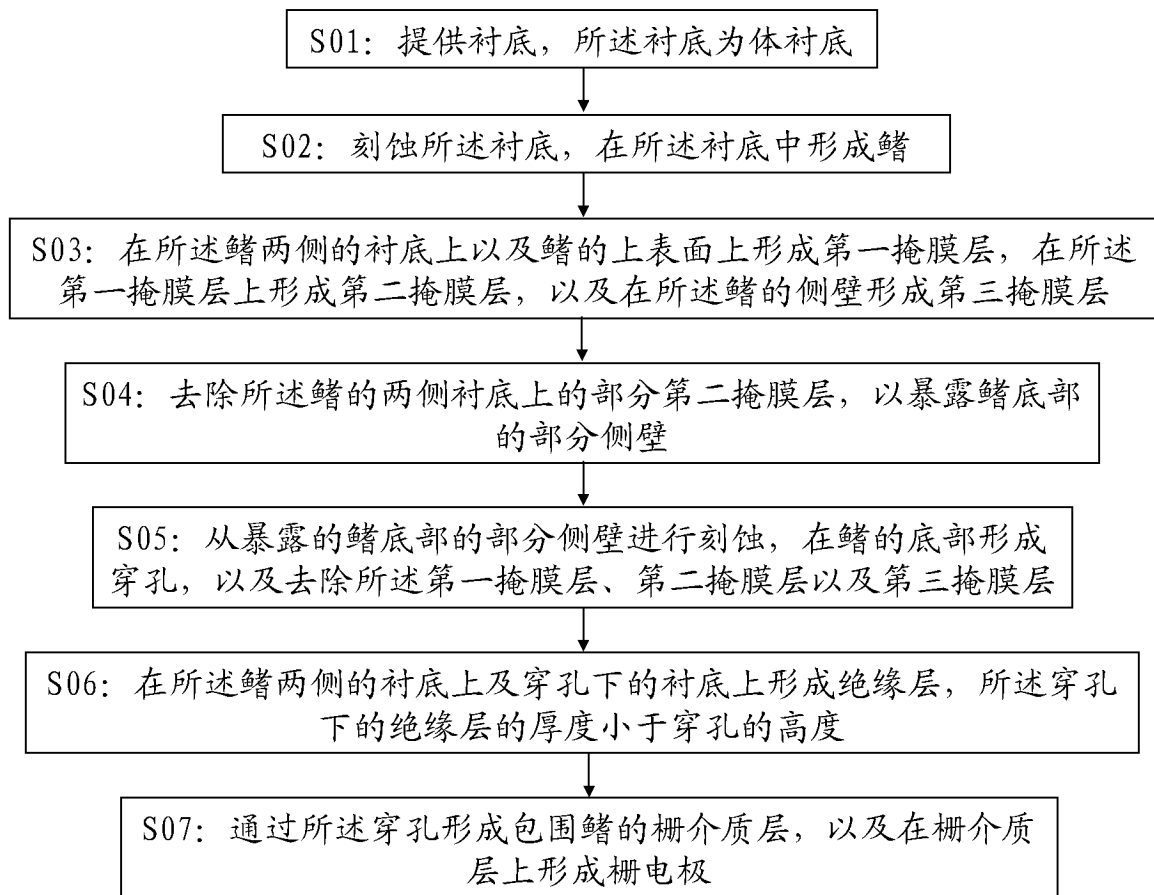 S01：提供衬底，所述衬底为体衬底
S02：刻蚀所述衬底，在所述衬底中形成鳍
S03：在所述鳍两侧的衬底上以及鳍的上表面上形成第一掩膜层，在所述
第一掩膜层上形成第二掩膜层，以及在所述鳍的侧壁形成第三掩膜层
S04：去除所述鳍的两侧衬底上的部分第二掩膜层，以暴露鳍底部
的部分侧壁
S05：从暴露的鳍底部的部分侧壁进行刻蚀，在鳍的底部形成
穿孔，以及去除所述第一掩膜层、第二掩膜层以及第三掩膜层
S06：在所述鳍两侧的衬底上及穿孔下的衬底上形成绝缘层，所述穿孔
下的绝缘层的厚度小于穿孔的高度
S07：通过所述穿孔形成包围鳍的栅介质层，以及在栅介质
层上形成栅电极